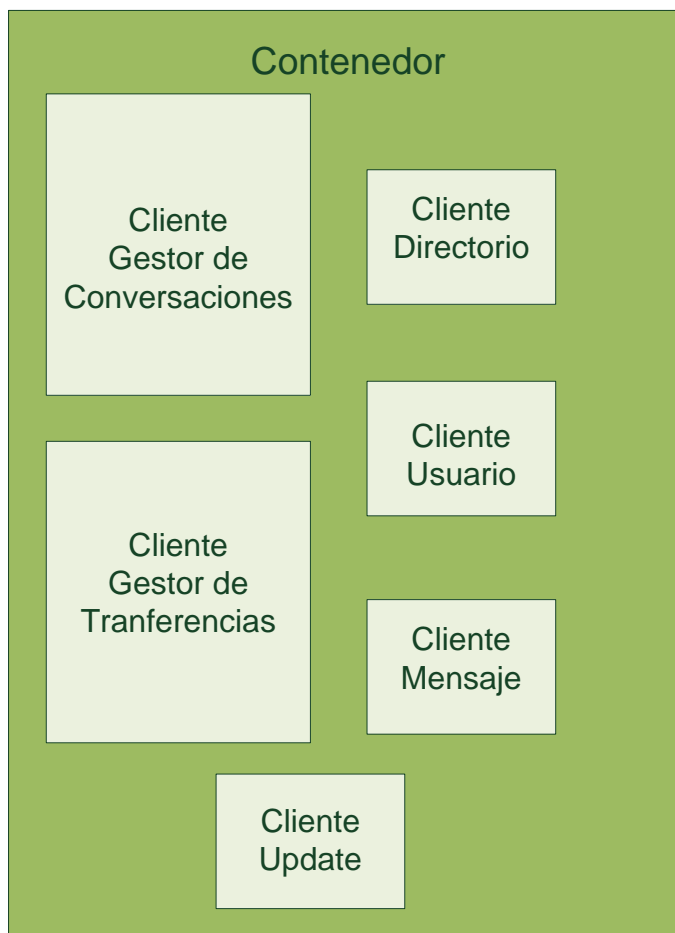 Contenedor
Cliente
Gestor de
Conversaciones
Cliente
Directorio
Cliente
Usuario
Cliente
Gestor de
Tranferencias
Cliente
Mensaje
Cliente
Update